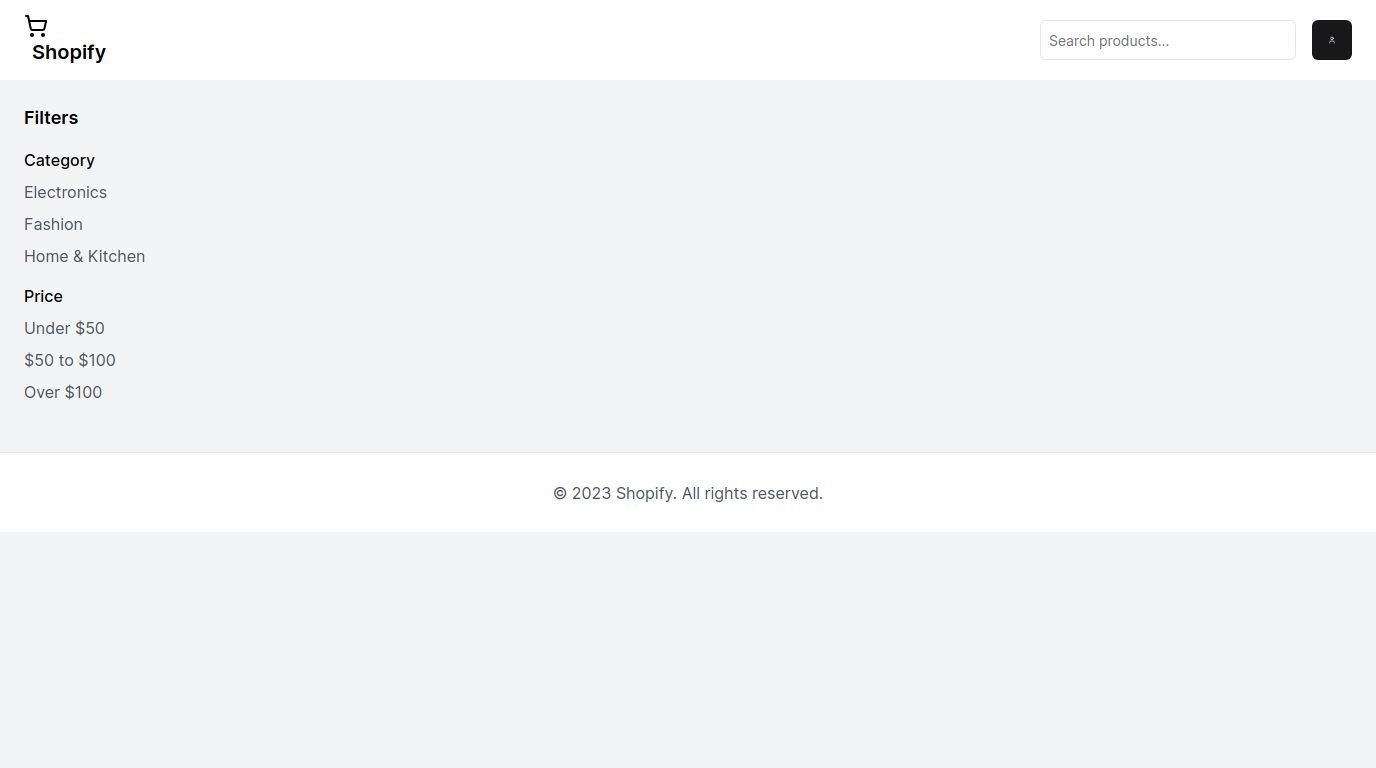 Shopify
Search products...
Filters
Category
Electronics
Fashion
Home & Kitchen
Price
Under $50
$50 to $100
Over $100
© 2023 Shopify. All rights reserved.